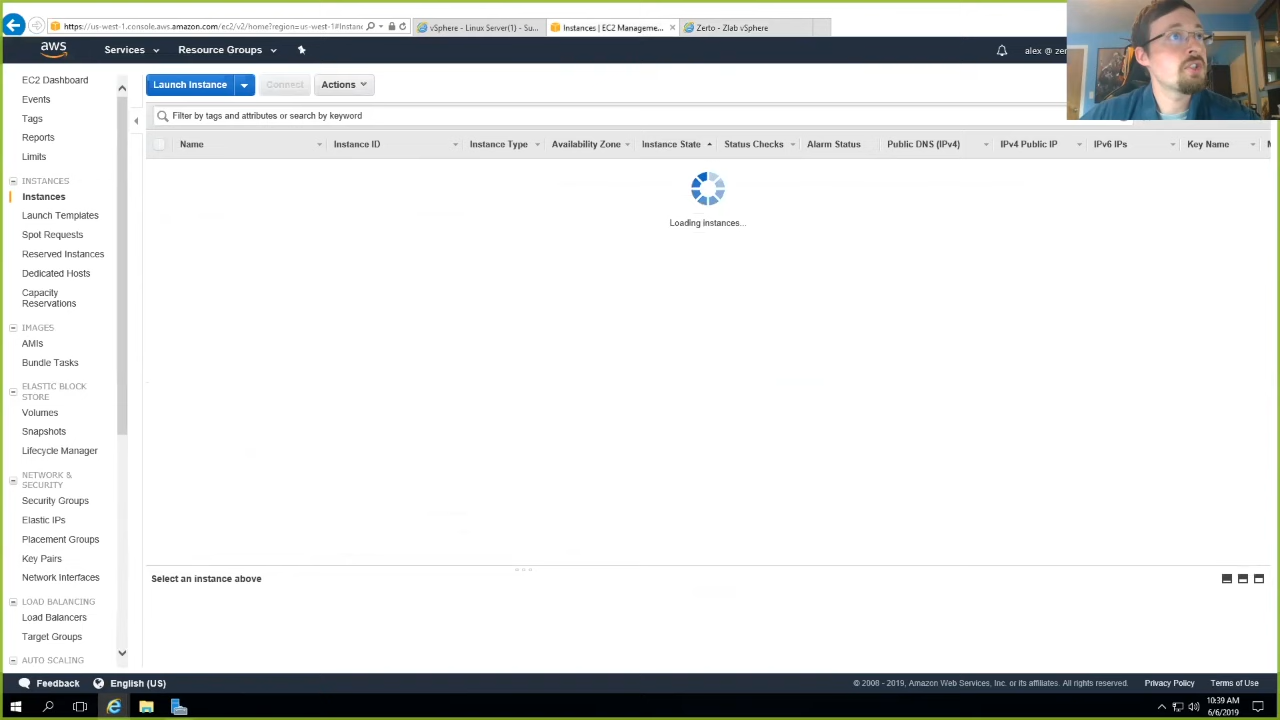 https://us-west-1.console.aws.amazon.com/ec2/v2/home?region=us-west-1#Instanc
vSphere - Linux Server(1) - Su...
Instances | EC2 Manageme...
Zerto - Zlab vSphere
aws
Services
Resource Groups
alex @ zer
EC2 Dashboard
Events
Tags
Reports
Limits
INSTANCES
Instances
Launch Templates
Spot Requests
Reserved Instances
Dedicated Hosts
Capacity
Reservations
IMAGES
AMIs
Bundle Tasks
ELASTIC BLOCK
STORE
Volumes
Snapshots
Lifecycle Manager
NETWORK &
SECURITY
Security Groups
Elastic IPs
Placement Groups
Key Pairs
Network Interfaces
LOAD BALANCING
Load Balancers
Target Groups
AUTO SCALING
Launch Instance
Connect
Actions
Filter by tags and attributes or search by keyword
Name
Instance ID
Instance Type
Availability Zone
Instance State
Status Checks
Alarm Status
Public DNS (IPv4)
IPv4 Public IP
IPv6 IPs
Key Name
Loading instances...
Select an instance above
Feedback
English (US)
© 2008 - 2019, Amazon Web Services, Inc. or its affiliates. All rights reserved.
Privacy Policy
Terms of Use
10:39 AM
6/6/2019